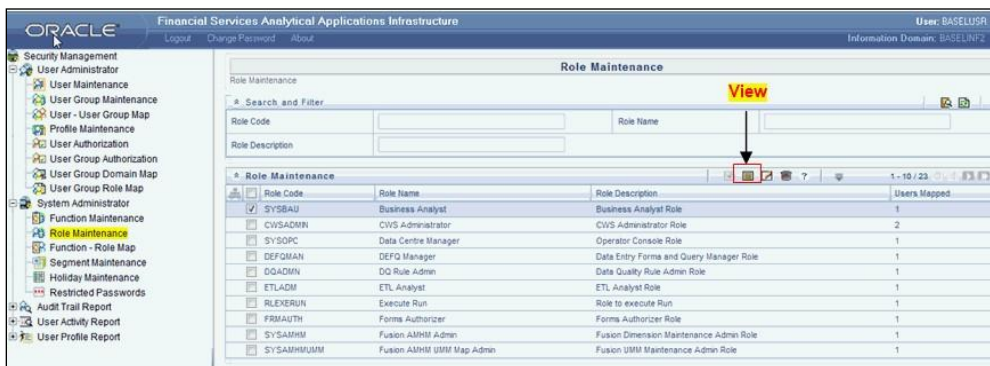 ORACLE
Financial Services Analytical Applications Infrastructure
User: BASELUSR
Logout Change Password About
Information Domain: BASELINF2
Security Management
User Administrator
User Maintenance
User Group Maintenance
User - User Group Map
Profile Maintenance
User Authorization
User Group Authorization
User Group Domain Map
User Group Role Map
System Administrator
Function Maintenance
Role Maintenance
Function - Role Map
Segment Maintenance
Holiday Maintenance
Restricted Passwords
Audit Trail Report
User Activity Report
User Profile Report
Role Maintenance
Role Maintenance
View
Search and Filter
Role Code Role Name
Role Description
Role Maintenance ? 1 - 10 / 23
Role Code Role Name Role Description Users Mapped
SYSBAU Business Analyst Business Analyst Role 1
CWSADMIN CWS Administrator CWS Administrator Role 2
SYSOPC Data Centre Manager Operator Console Role 1
DEFQMAN DEFQ Manager Data Entry Forms and Query Manager Role 1
DQADMN DQ Rule Admin Data Quality Rule Admin Role 1
ETLADM ETL Analyst ETL Analyst Role 1
RLEXERUN Execute Run Role to execute Run 1
FRMAUTH Forms Authorizer Forms Authorizer Role 1
SYSAMHM Fusion AMHM Admin Fusion Dimension Maintenance Admin Role 1
SYSAMHMUMM Fusion AMHM UMM Map Admin Fusion UMM Maintenance Admin Role 1